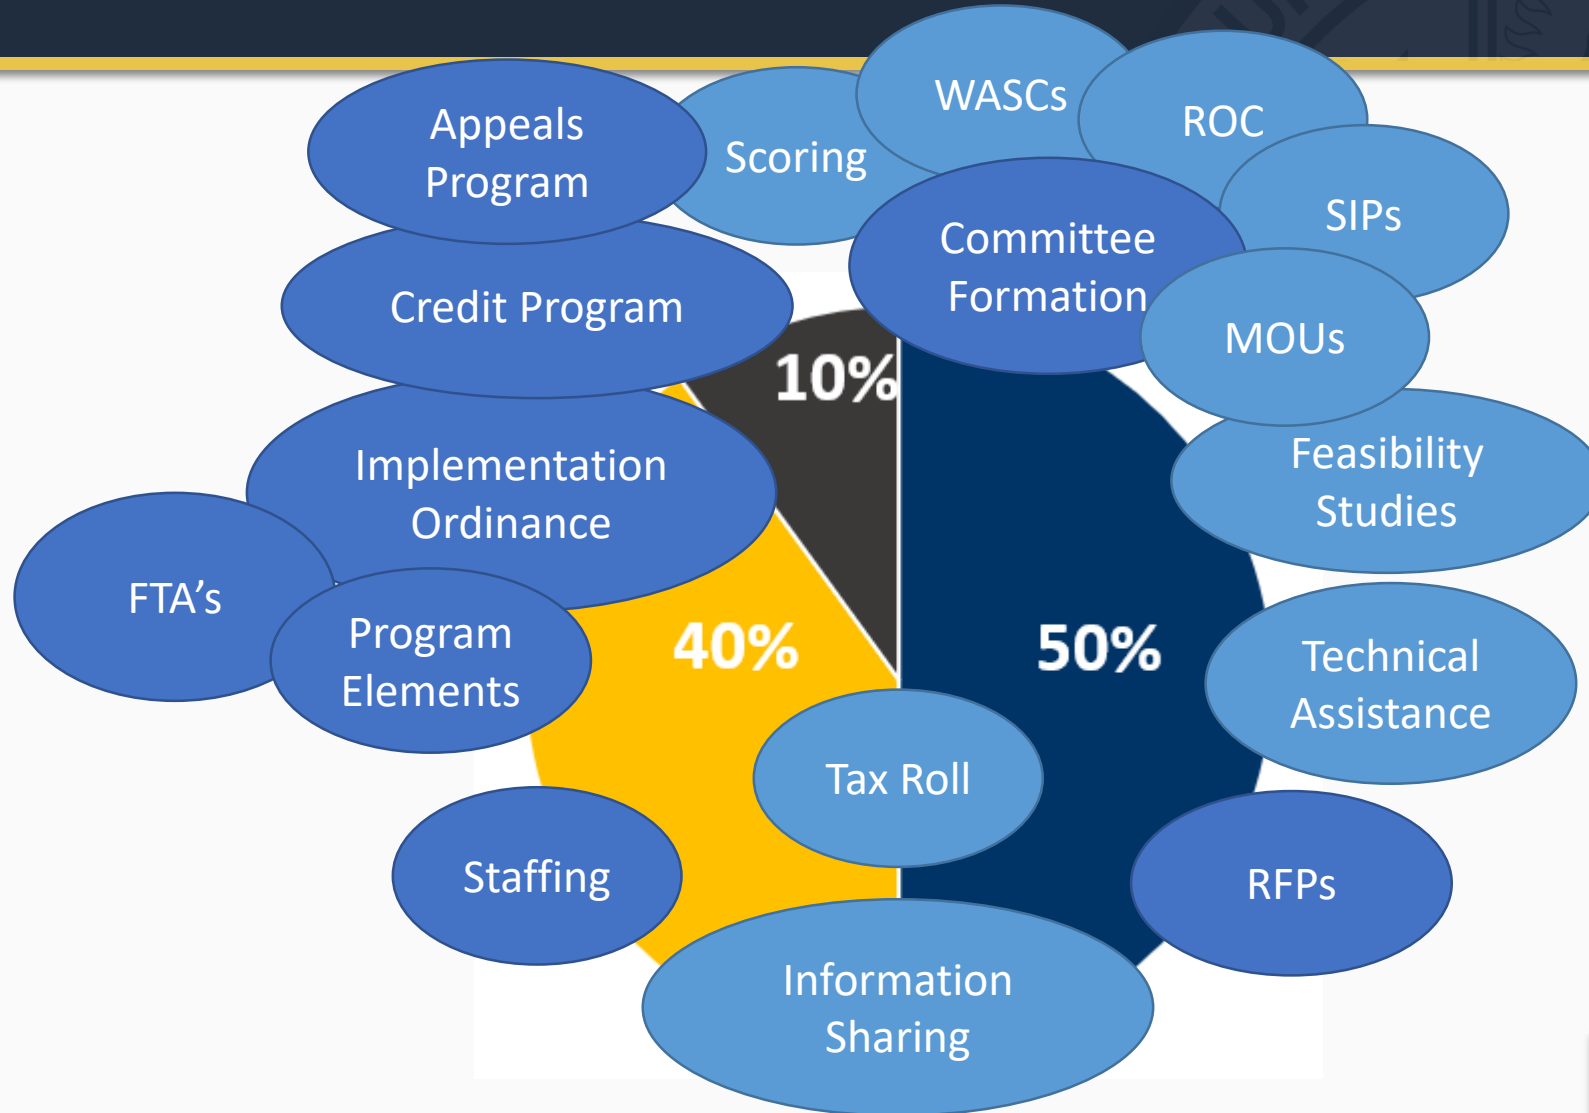 WASCs
ROC
Appeals
Program
Scoring
SIPs
Committee
Formation
Credit Program
MOUs
10%
Feasibility
Studies
Implementation
Ordinance
FTA’s
Program
Elements
40%
50%
Technical
Assistance
Tax Roll
Staffing
RFPs
Information
Sharing